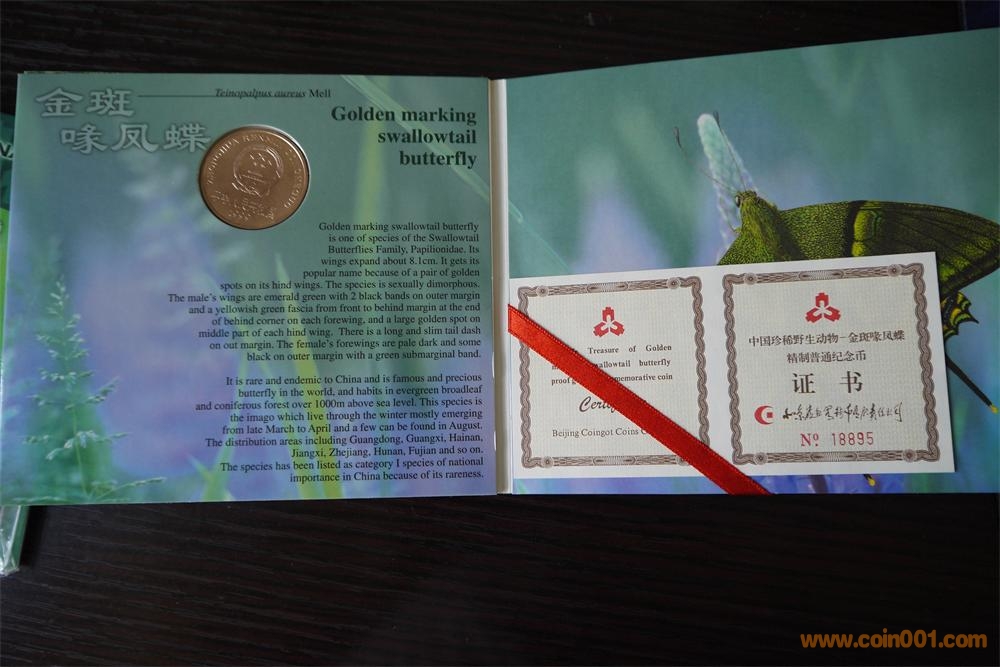 金斑
喙凤蝶
Teinopalpus aureus Mell
Golden marking
swallowtail
butterfly
Golden marking swallowtail butterfly
is one of species of the Swallowtail
Butterflies Family, Papilionidae. Its
wings expand about 8.1cm. It gets its
popular name because of a pair of golden
spots on its hind wings. The species is sexually dimorphous.
The male's wings are emerald green with 2 black bands on outer margin
and a yellowish green fascia from front to behind margin at the end
of behind corner on each forewing, and a large golden spot on
middle part of each hind wing. There is a long and slim tail dash
on out margin. The female's forewings are pale dark and some
black on outer margin with a green submarginal band.
It is rare and endemic to China and is famous and precious
butterfly in the world, and habits in evergreen broadleaf
and coniferous forest over 1000m above sea level. This species is
the imago which live through the winter mostly emerging
from late March to April and a few can be found in August.
The distribution areas including Guangdong, Guangxi, Hainan,
Jiangxi, Zhejiang, Hunan, Fujian and so on.
The species has been listed as category I species of national
importance in China because of its rareness.
Treasure of Golden
swallowtail butterfly
proof commemorative coin
Beijing Coingot Coins
中国珍稀野生动物—金斑喙凤蝶
精制普通纪念币
证书
Nº 18895
www.coin001.com